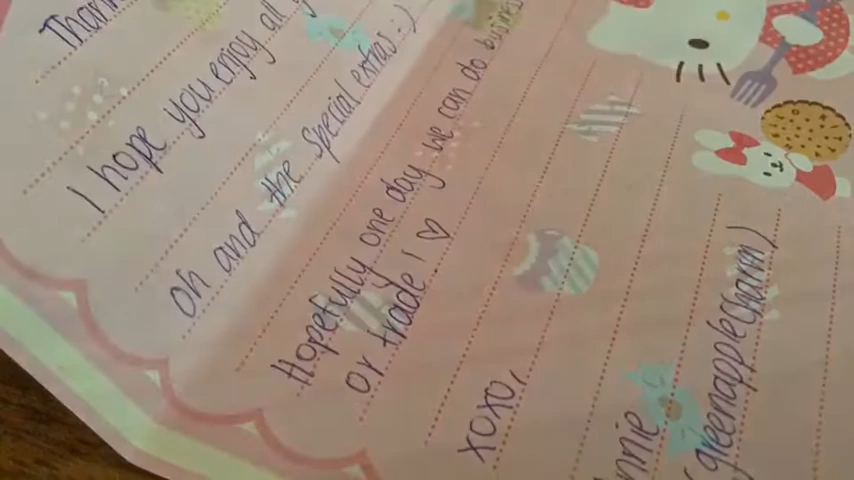 I hope you enjoy all
oh and the Special extras :)
Hopefully one day we can do business
or trade ! ♡
xoxo,
(greenapplecharm)